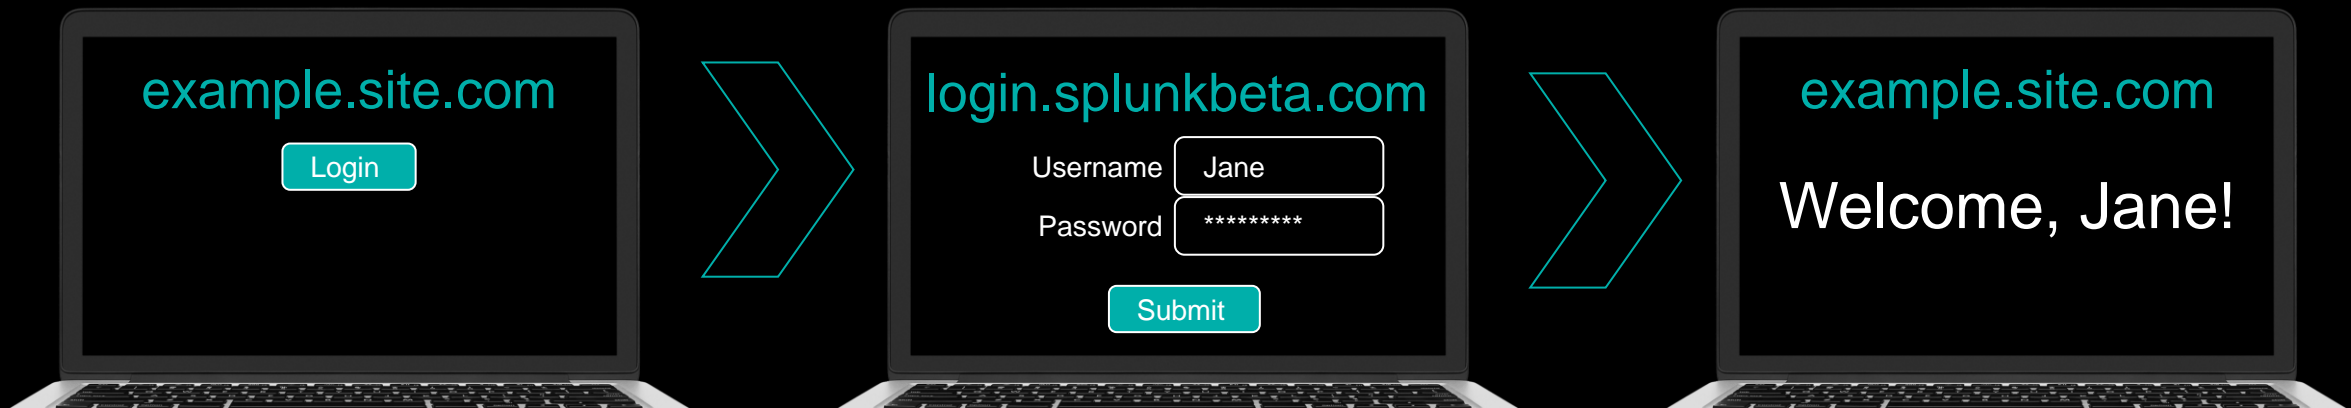 example.site.com
Login
login.splunkbeta.com
Username Jane
Password *********
Submit
example.site.com
Welcome, Jane!